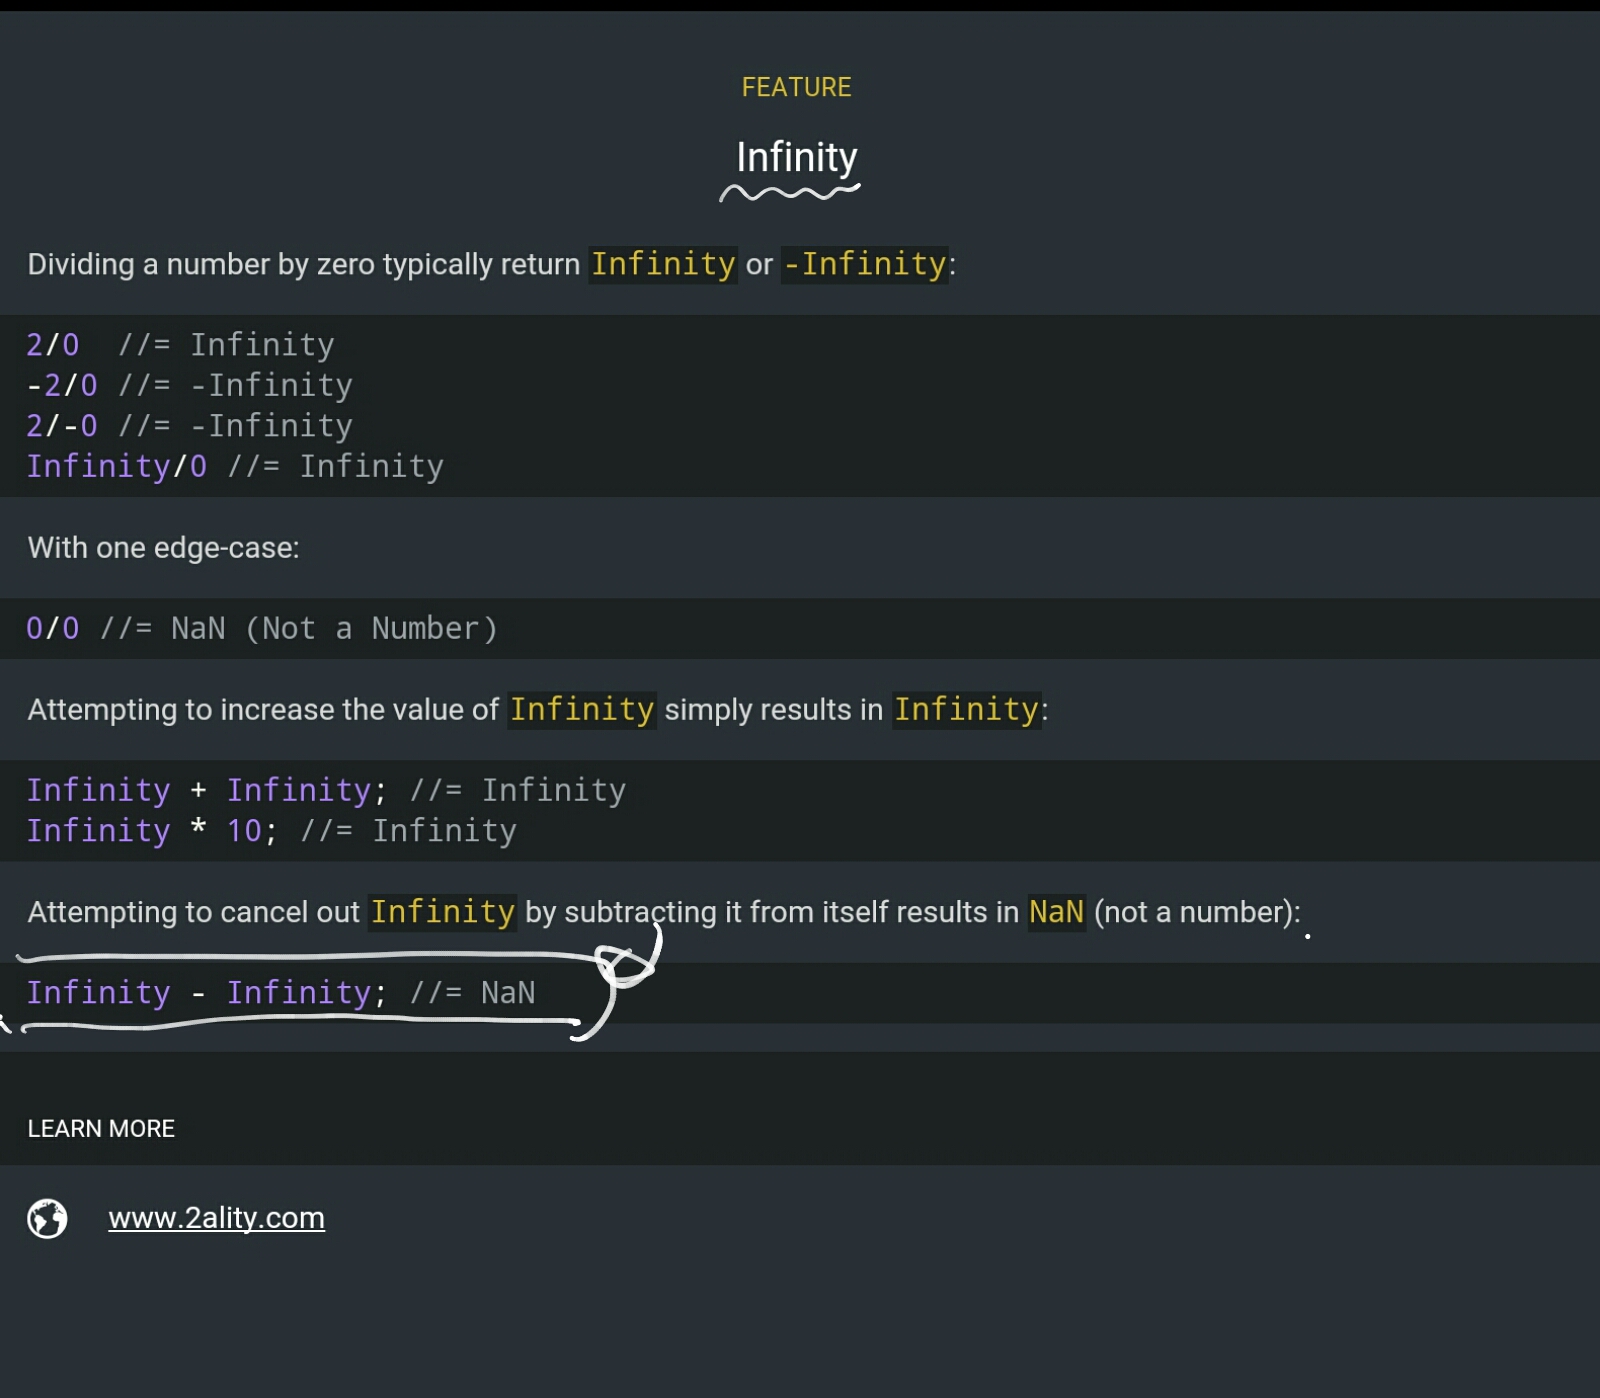 FEATURE
Infinity
Dividing a number by zero typically return Infinity or -Infinity:
2/0  //= Infinity
-2/0 //= -Infinity
2/-0 //= -Infinity
Infinity/0 //= Infinity
With one edge-case:
0/0 //= NaN (Not a Number)
Attempting to increase the value of Infinity simply results in Infinity:
Infinity + Infinity; //= Infinity
Infinity * 10; //= Infinity
Attempting to cancel out Infinity by subtracting it from itself results in NaN (not a number):
Infinity - Infinity; //= NaN
LEARN MORE
www.2ality.com